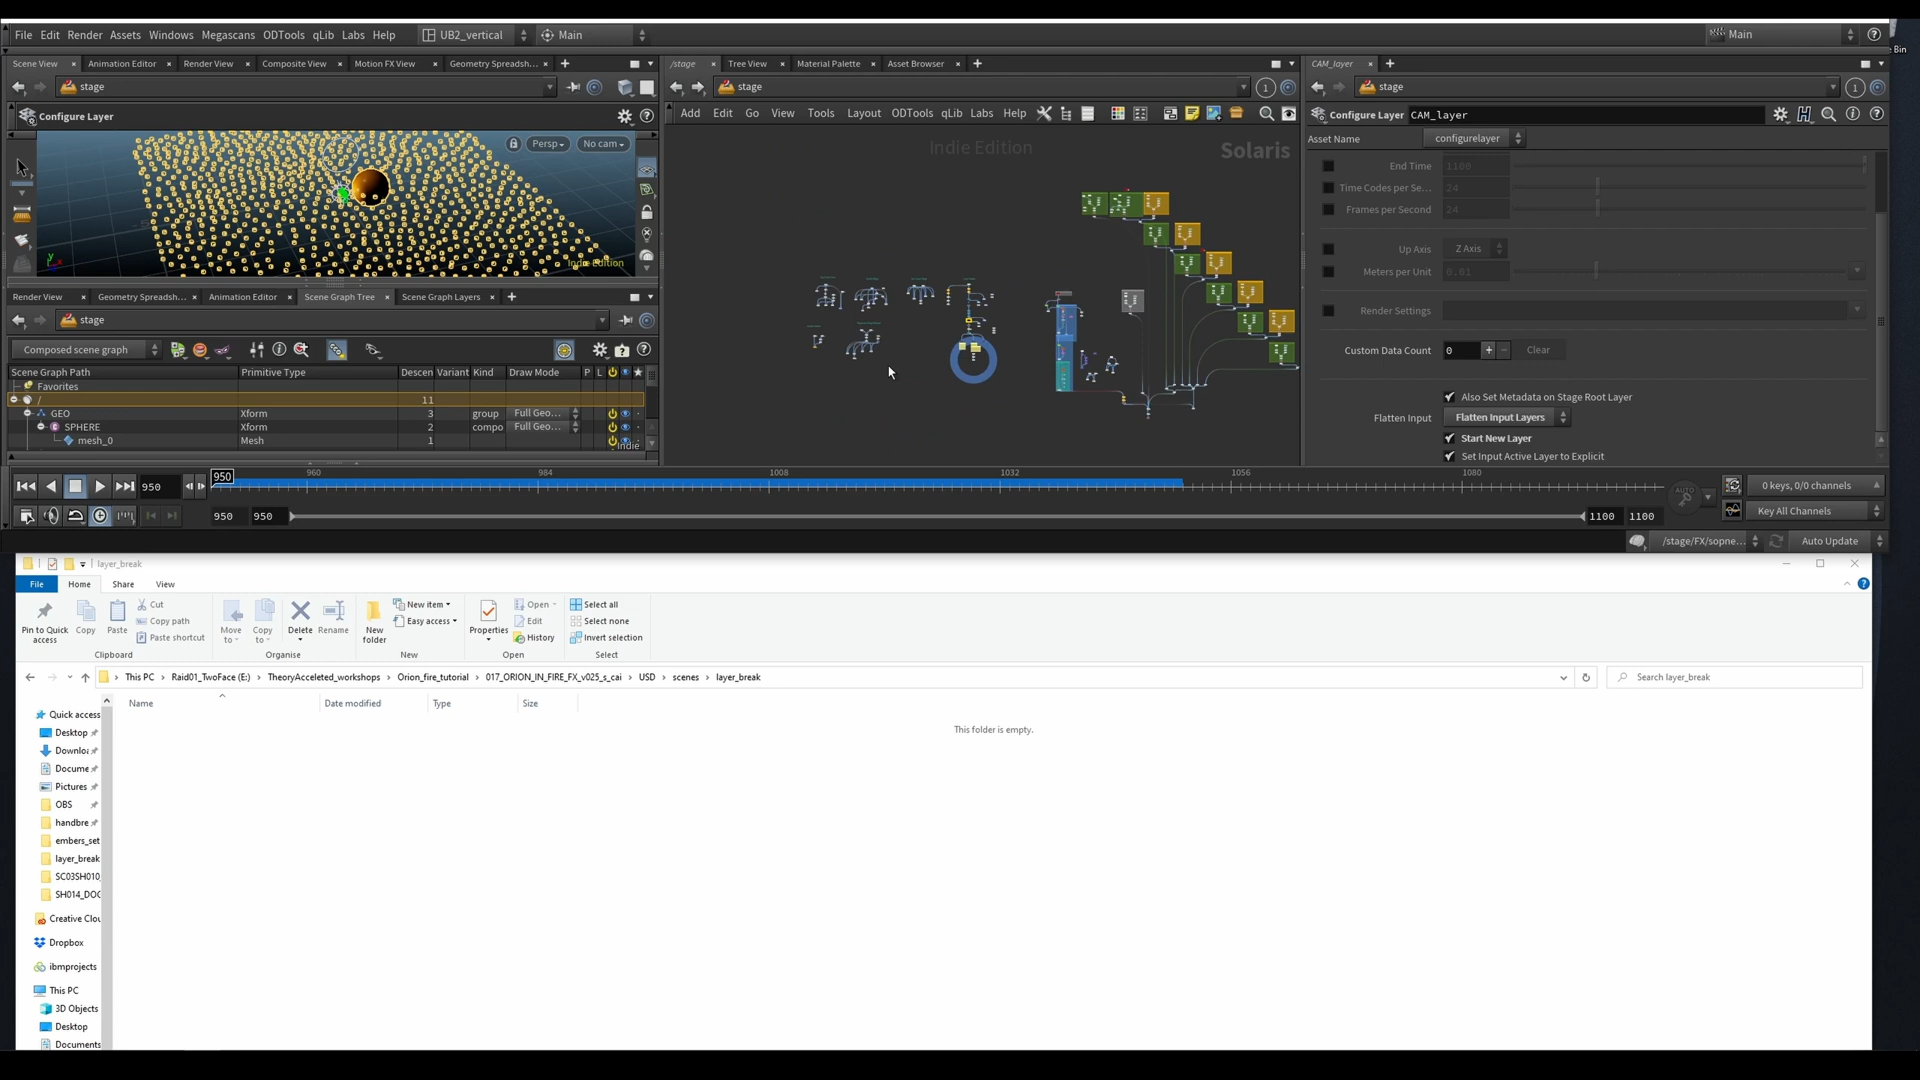 File Edit Render Assets Windows Megascans ODTools qLib Labs Help UB2_vertical Main Main
Bin
Scene View Animation Editor Render View Composite View Motion FX View Geometry Spreadsh...
/stage Tree View Material Palette Asset Browser
CAM_layer
stage
stage
stage
Configure Layer
Add Edit Go View Tools Layout ODTools qLib Labs Help
Configure Layer CAM_layer
Persp No cam
Indie Edition
Indie Edition Solaris
Asset Name configurelayer
End Time 1100
Time Codes per Se... 24
Frames per Second 24
Up Axis Z Axis
Meters per Unit 0.01
Render Settings
Custom Data Count 0 Clear
Also Set Metadata on Stage Root Layer
Flatten Input Flatten Input Layers
Start New Layer
Set Input Active Layer to Explicit
Render View Geometry Spreadsh... Animation Editor Scene Graph Tree Scene Graph Layers
stage
Composed scene graph
Scene Graph Path Primitive Type Descen Variant Kind Draw Mode P L
Favorites
/ 11
GEO Xform 3 group Full Geo...
SPHERE Xform 2 compo Full Geo...
mesh_0 Mesh 1
Indie
950 950 960 984 1008 1032 1056 1080 0 keys, 0/0 channels
950 950 1100 1100 AUTO Key All Channels
/stage/FX/sopne... Auto Update
layer_break
File Home Share View
Pin to Quick access Copy Paste Cut Copy path Paste shortcut
Move to Copy to Delete Rename New folder New item Easy access
Properties Open Edit History Select all Select none Invert selection
Clipboard Organise New Open Select
This PC Raid01_TwoFace (E:) TheoryAcceleted_workshops Orion_fire_tutorial 017_ORION_IN_FIRE_FX_v025_s_cai USD scenes layer_break
Search layer_break
Name Date modified Type Size
This folder is empty.
Quick access
Desktop
Downloa
Docume
Pictures
OBS
handbre
embers_set
layer_break
SC03SH010_
SH014_DOC
Creative Clou
Dropbox
ibmprojects
This PC
3D Objects
Desktop
Documents